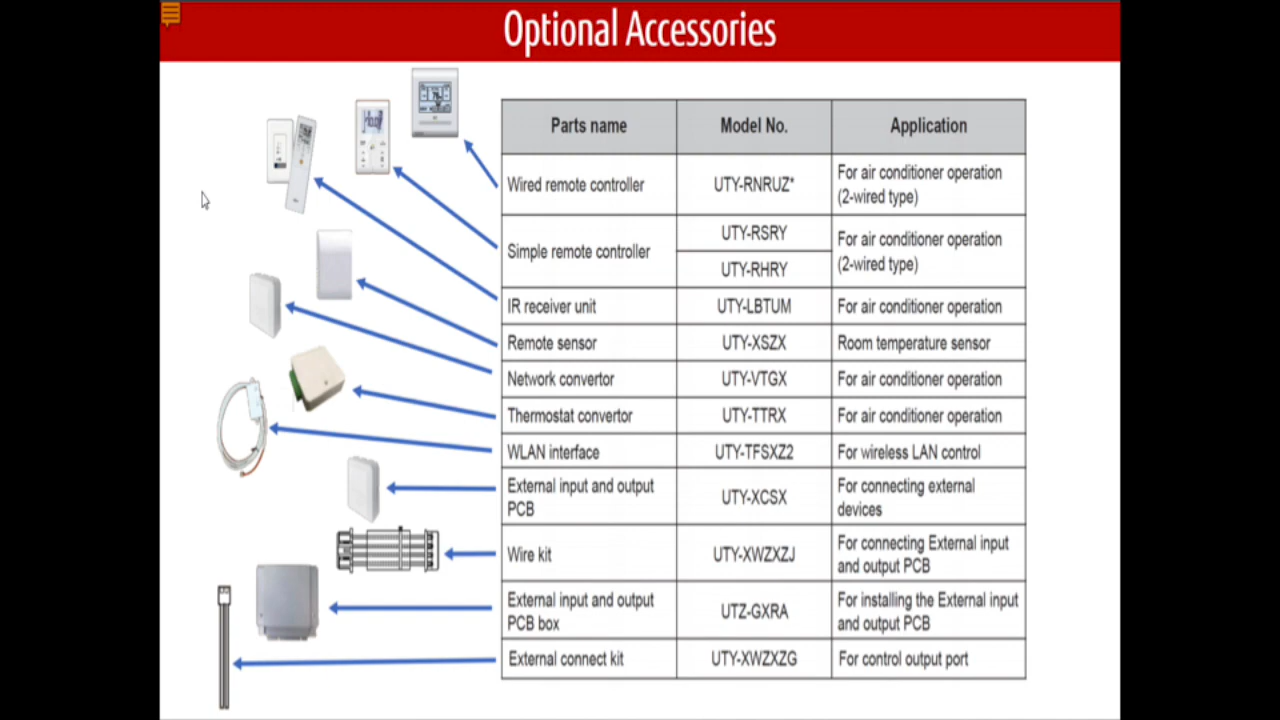 Optional Accessories
Parts name Model No. Application
Wired remote controller UTY-RNRUZ* For air conditioner operation
(2-wired type)
Simple remote controller UTY-RSRY For air conditioner operation
UTY-RHRY (2-wired type)
IR receiver unit UTY-LBTUM For air conditioner operation
Remote sensor UTY-XSZX Room temperature sensor
Network convertor UTY-VTGX For air conditioner operation
Thermostat convertor UTY-TTRX For air conditioner operation
WLAN interface UTY-TFSXZ2 For wireless LAN control
External input and output
PCB UTY-XCSX For connecting external
devices
Wire kit UTY-XWZXZJ For connecting External input
and output PCB
External input and output
PCB box UTZ-GXRA For installing the External input
and output PCB
External connect kit UTY-XWZXZG For control output port